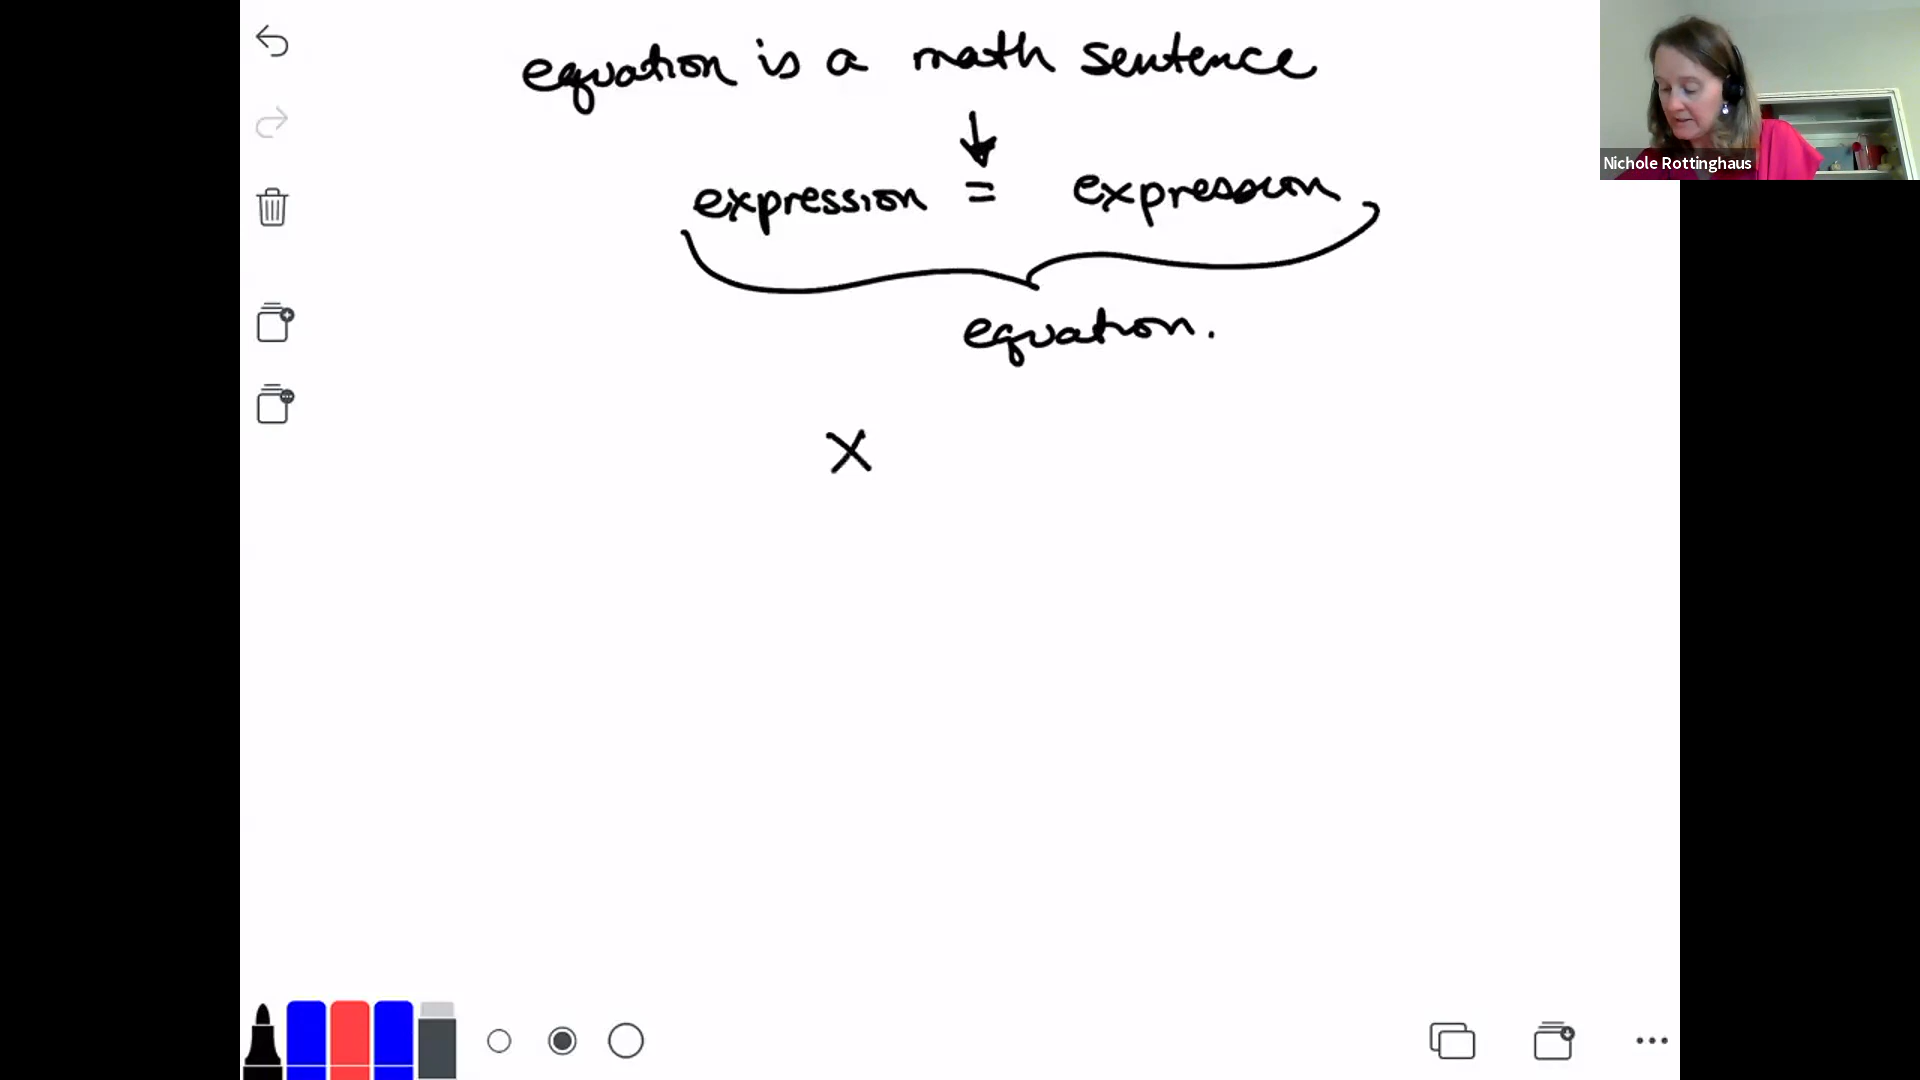 equation is a math sentence
expression = expression
equation.
X
Nichole Rottinghaus